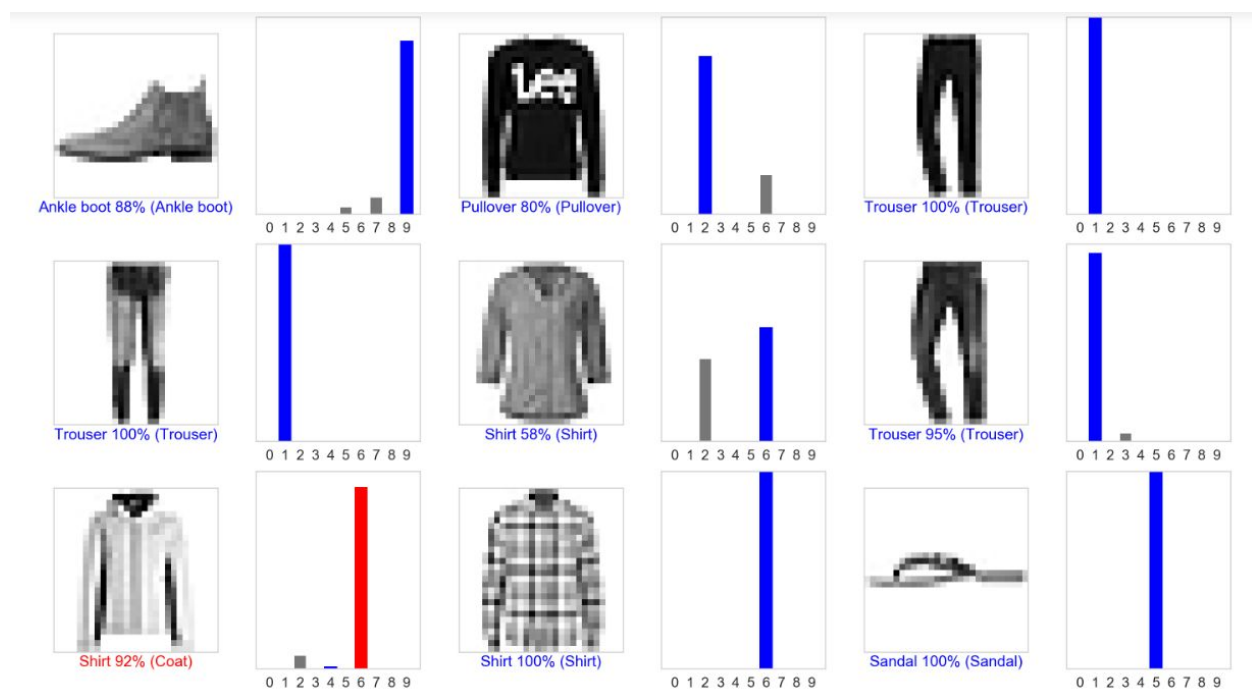 Lee
Ankle boot 88% (Ankle boot)
0 1 2 3 4 5 6 7 8 9
Pullover 80% (Pullover)
0 1 2 3 4 5 6 7 8 9
Trouser 100% (Trouser)
0 1 2 3 4 5 6 7 8 9
Trouser 100% (Trouser)
0 1 2 3 4 5 6 7 8 9
Shirt 58% (Shirt)
0 1 2 3 4 5 6 7 8 9
Trouser 95% (Trouser)
0 1 2 3 4 5 6 7 8 9
Shirt 92% (Coat)
0 1 2 3 4 5 6 7 8 9
Shirt 100% (Shirt)
0 1 2 3 4 5 6 7 8 9
Sandal 100% (Sandal)
0 1 2 3 4 5 6 7 8 9